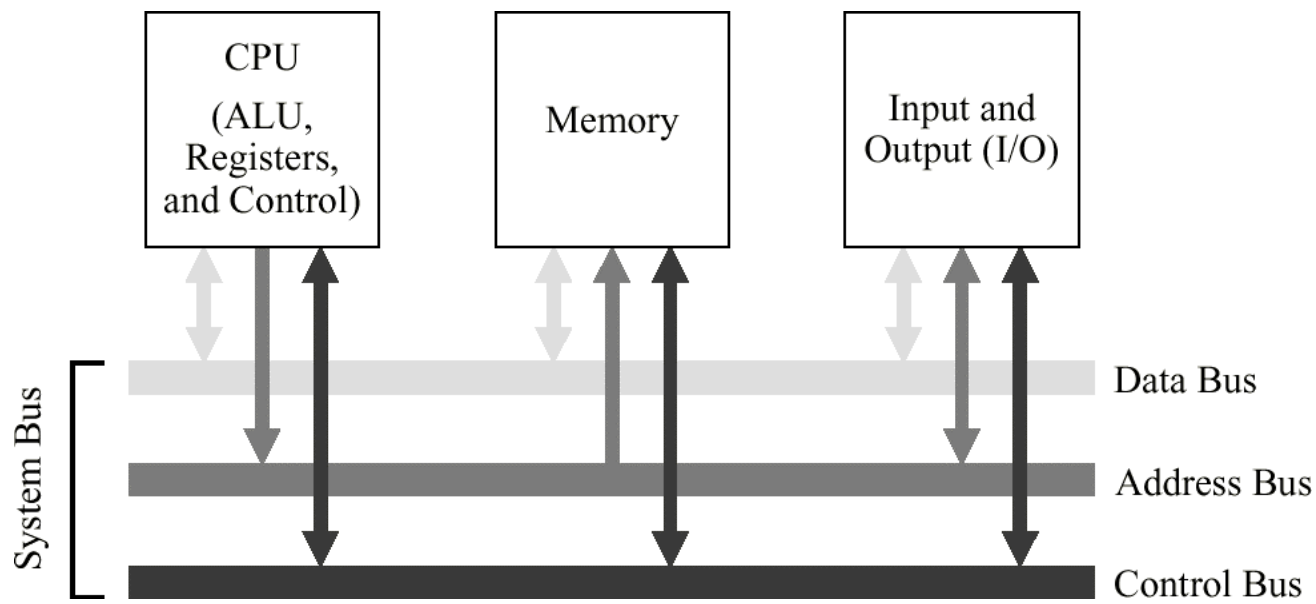 CPU
(ALU,
Registers,
and Control)
Memory
Input and
Output (I/O)
System Bus
Data Bus
Address Bus
Control Bus